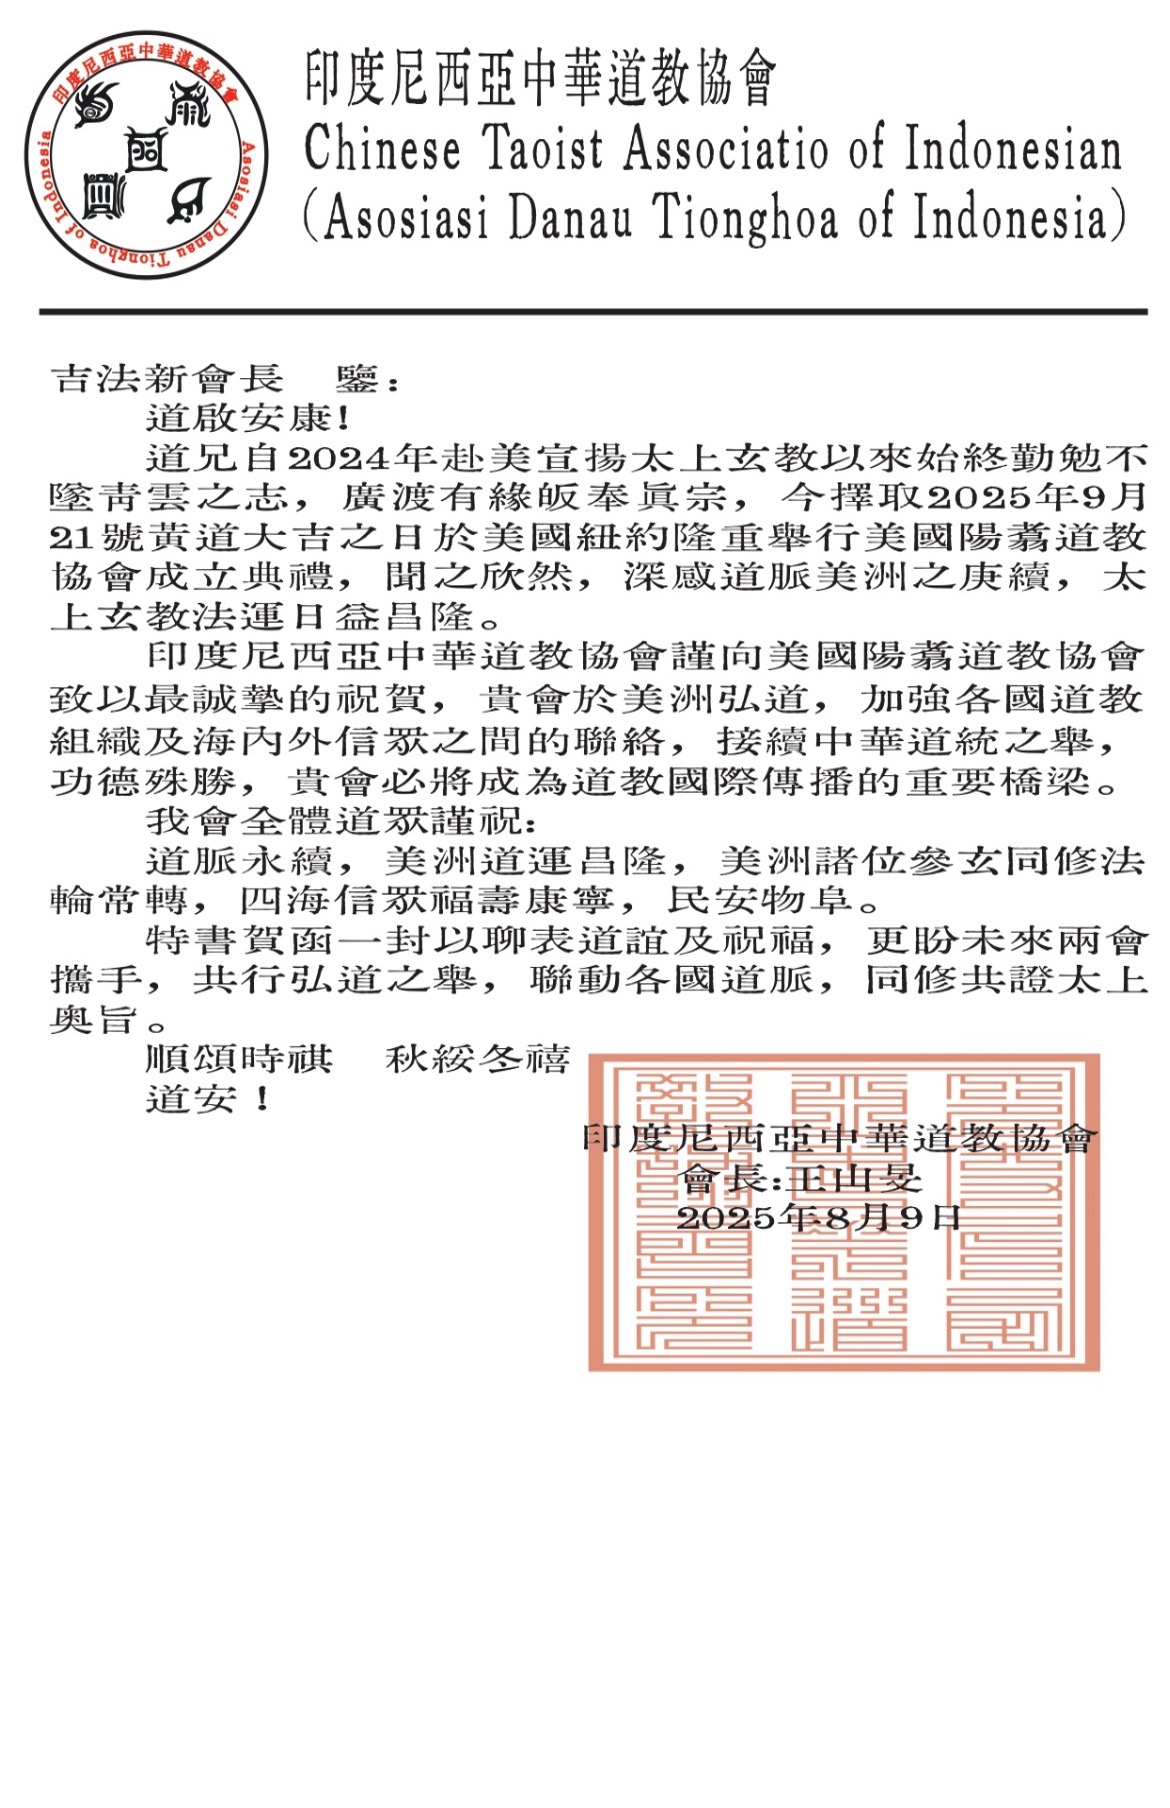 印度尼西亞中華道教協會
Asosiasi Danau Tionghoa of Indonesia
印度尼西亞中華道教協會
Chinese Taoist Associatio of Indonesian
(Asosiasi Danau Tionghoa of Indonesia)
吉法新會長　鑒：
道啟安康!
道兄自2024年赴美宣揚太上玄教以來始終勤勉不
墜青雲之志，廣渡有緣皈奉眞宗，今擇取2025年9月
21號黃道大吉之日於美國紐約隆重舉行美國陽翥道教
協會成立典禮，聞之欣然，深感道脈美洲之庚續，太
上玄教法運日益昌隆。
印度尼西亞中華道教協會謹向美國陽翥道教協會
致以最誠摯的祝賀，貴會於美洲弘道，加強各國道教
組織及海內外信眾之間的聯絡，接續中華道統之舉，
功德殊勝，貴會必將成為道教國際傳播的重要橋梁。
我會全體道眾謹祝：
道脈永續，美洲道運昌隆，美洲諸位參玄同修法
輪常轉，四海信眾福壽康寧，民安物阜。
特書賀函一封以聊表道誼及祝福，更盼未來兩會
攜手，共行弘道之舉，聯動各國道脈，同修共證太上
奥旨。
順頌時祺　秋綏冬禧
道安！
印度尼西亞中華道教協會
會長:王山旻
2025年8月9日